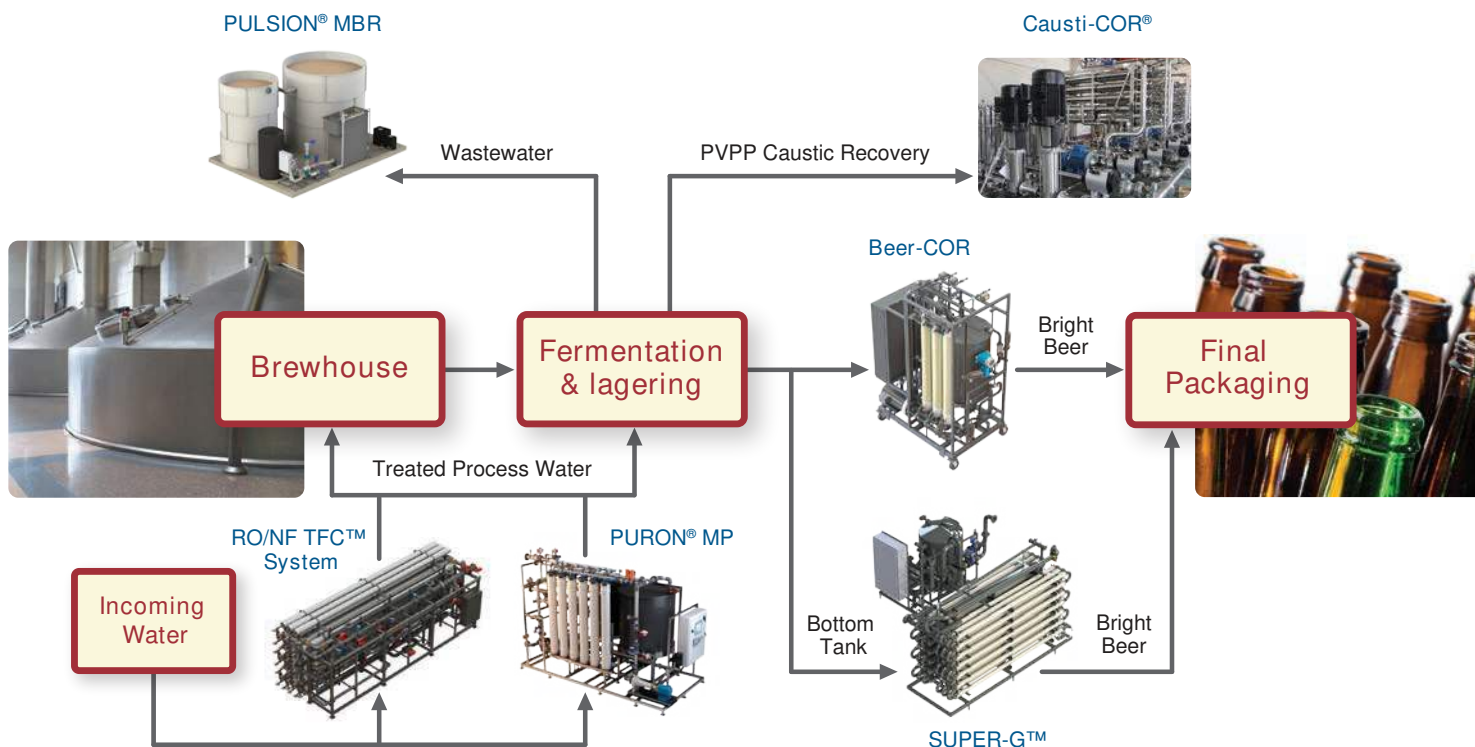 PULSION® MBR
Causti-COR®
Wastewater
PVPP Caustic Recovery
Beer-COR
Brewhouse
Fermentation
& lagering
Bright
Beer
Final
Packaging
Treated Process Water
RO/NF TFC™
System
PURON® MP
Incoming
Water
Bottom
Tank
Bright
Beer
SUPER-G™